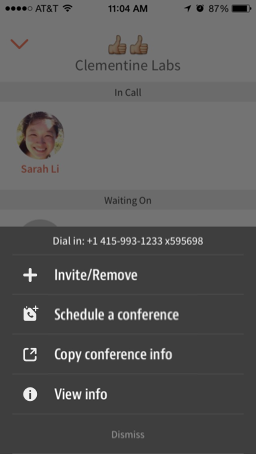 AT&T 11:04 AM 87%
Clementine Labs
In Call
Sarah Li
Waiting On
Dial in: +1 415-993-1233 x595698
Invite/Remove
Schedule a conference
Copy conference info
View info
Dismiss